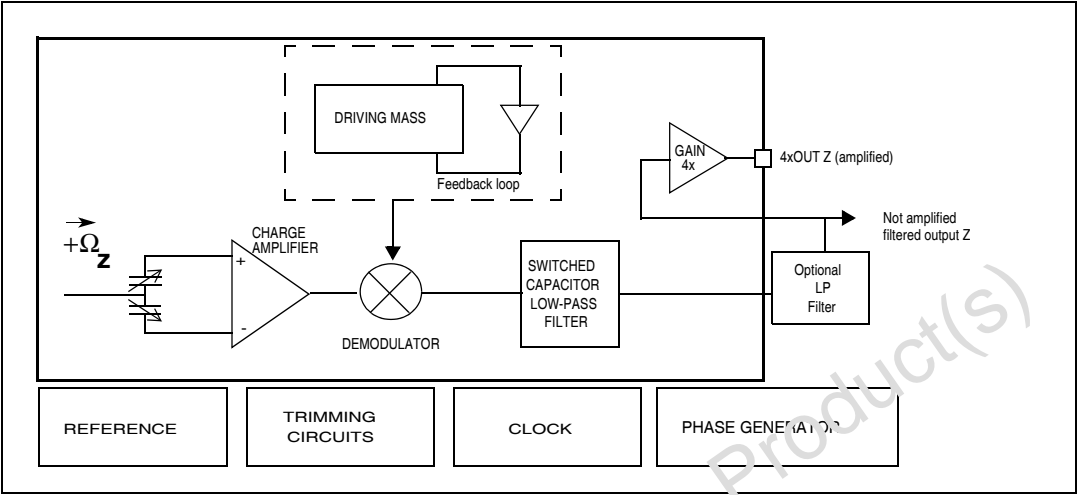 DRIVING MASS
Feedback loop
GAIN
4x
4xOUT Z (amplified)
Not amplified
filtered output Z
+Ω
Z
CHARGE
AMPLIFIER
+
-
DEMODULATOR
SWITCHED
CAPACITOR
LOW-PASS
FILTER
Optional
LP
Filter
REFERENCE
TRIMMING
CIRCUITS
CLOCK
PHASE GENERATOR
Product(s)